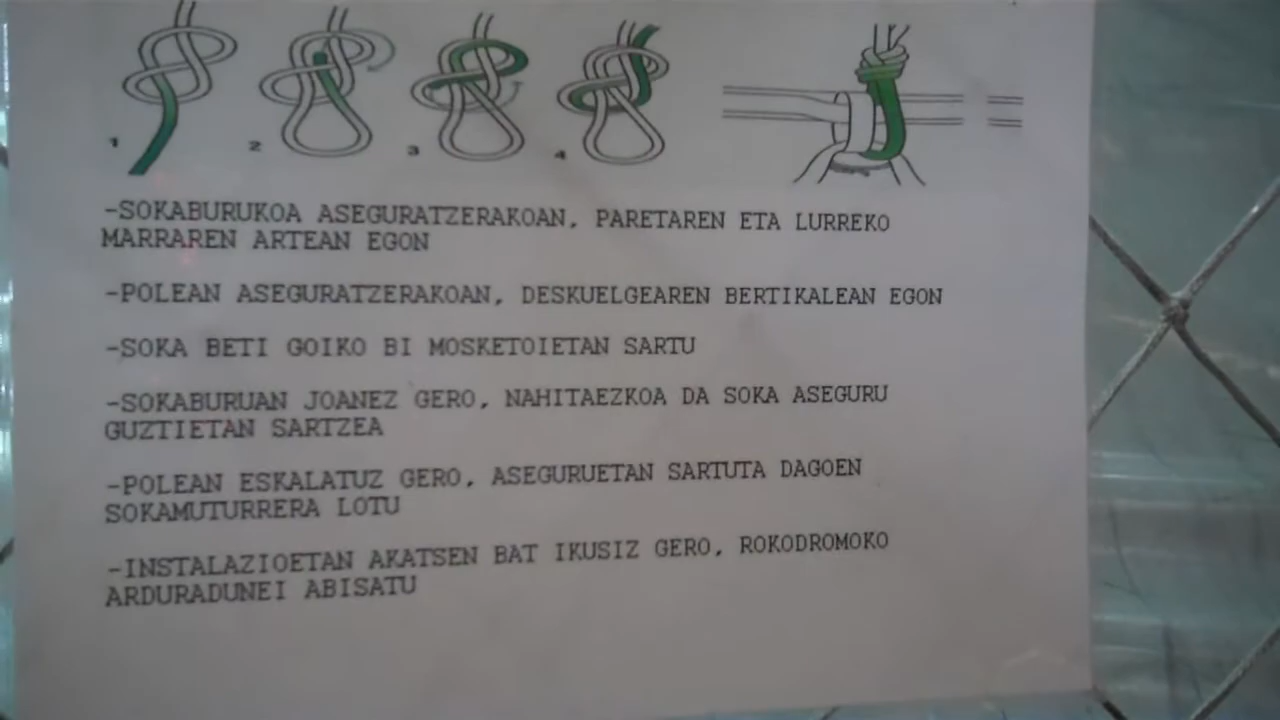 1 2 3 4
-SOKABURUKOA ASEGURATZERAKOAN, PARETAREN ETA LURREKO
MARRAREN ARTEAN EGON
-POLEAN ASEGURATZERAKOAN, DESKUELGEAREN BERTIKALEAN EGON
-SOKA BETI GOIKO BI MOSKETOIETAN SARTU
-SOKABURUAN JOANEZ GERO, NAHITAEZKOA DA SOKA ASEGURU
GUZTIETAN SARTZEA
-POLEAN ESKALATUZ GERO, ASEGURUETAN SARTUTA DAGOEN
SOKAMUTURRERA LOTU
-INSTALAZIOETAN AKATSEN BAT IKUSIZ GERO, ROKODROMOKO
ARDURADUNEI ABISATU